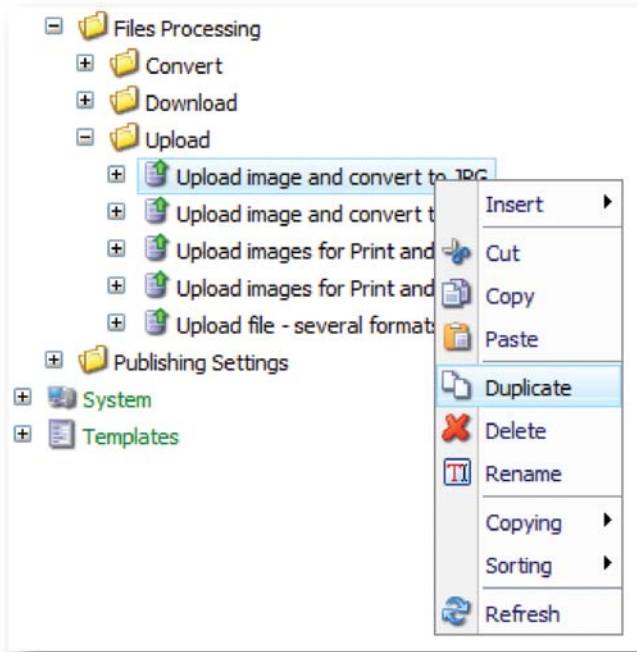 Files Processing
Convert
Download
Upload
Upload image and convert to JPG
Upload image and convert t
Upload images for Print and
Upload images for Print and
Upload file - several formats
Publishing Settings
System
Templates
Insert
Cut
Copy
Paste
Duplicate
Delete
Rename
Copying
Sorting
Refresh